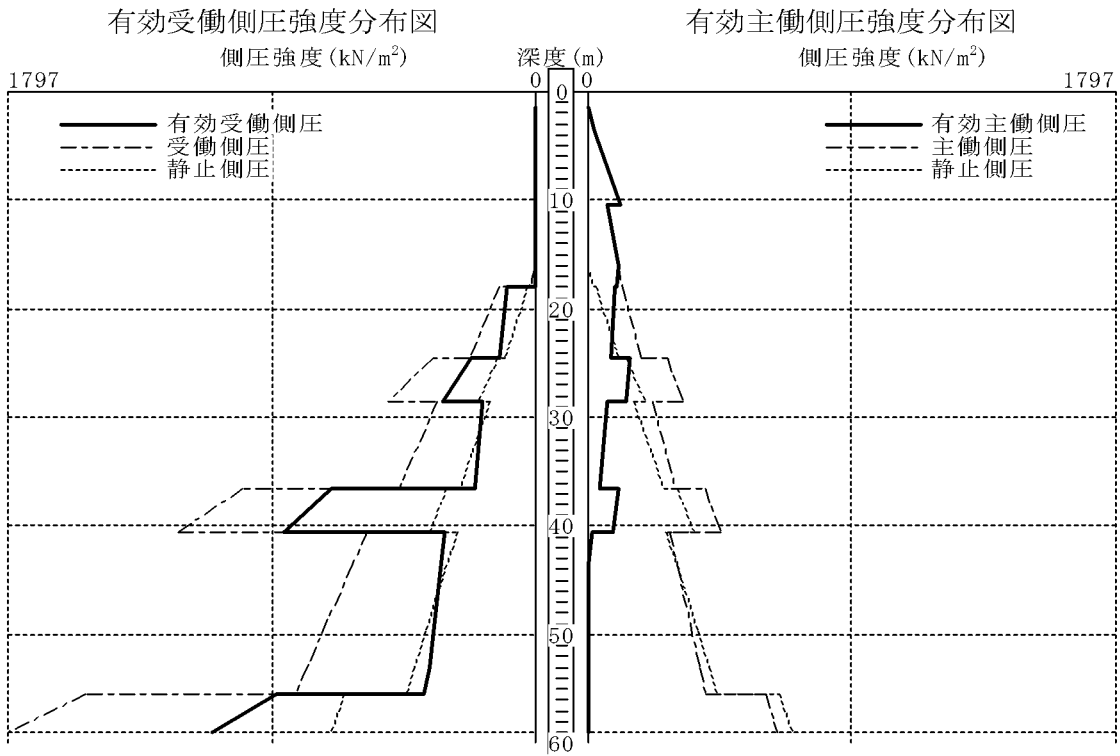 有効受働側圧強度分布図
有効主働側圧強度分布図
側圧強度(kN/m²)
深度(m)
側圧強度(kN/m²)
1797
0
0
1797
有効受働側圧
受働側圧
静止側圧
有効主働側圧
主働側圧
静止側圧
0
10
20
30
40
50
60